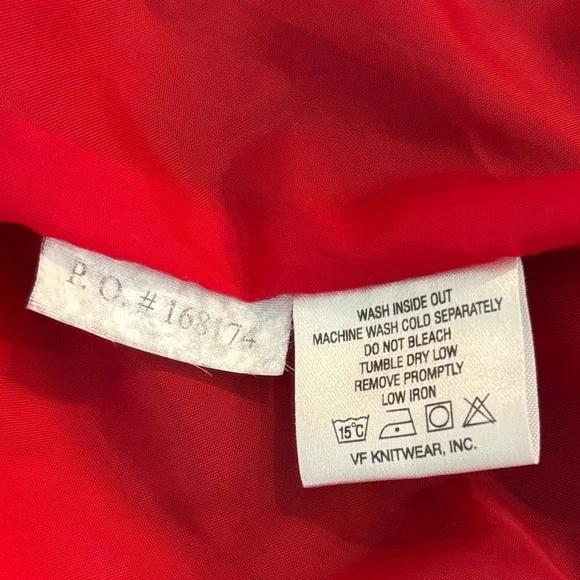 P. O. # 168174
WASH INSIDE OUT
MACHINE WASH COLD SEPARATELY
DO NOT BLEACH
TUMBLE DRY LOW
REMOVE PROMPTLY
LOW IRON
15°C
VF KNITWEAR, INC.